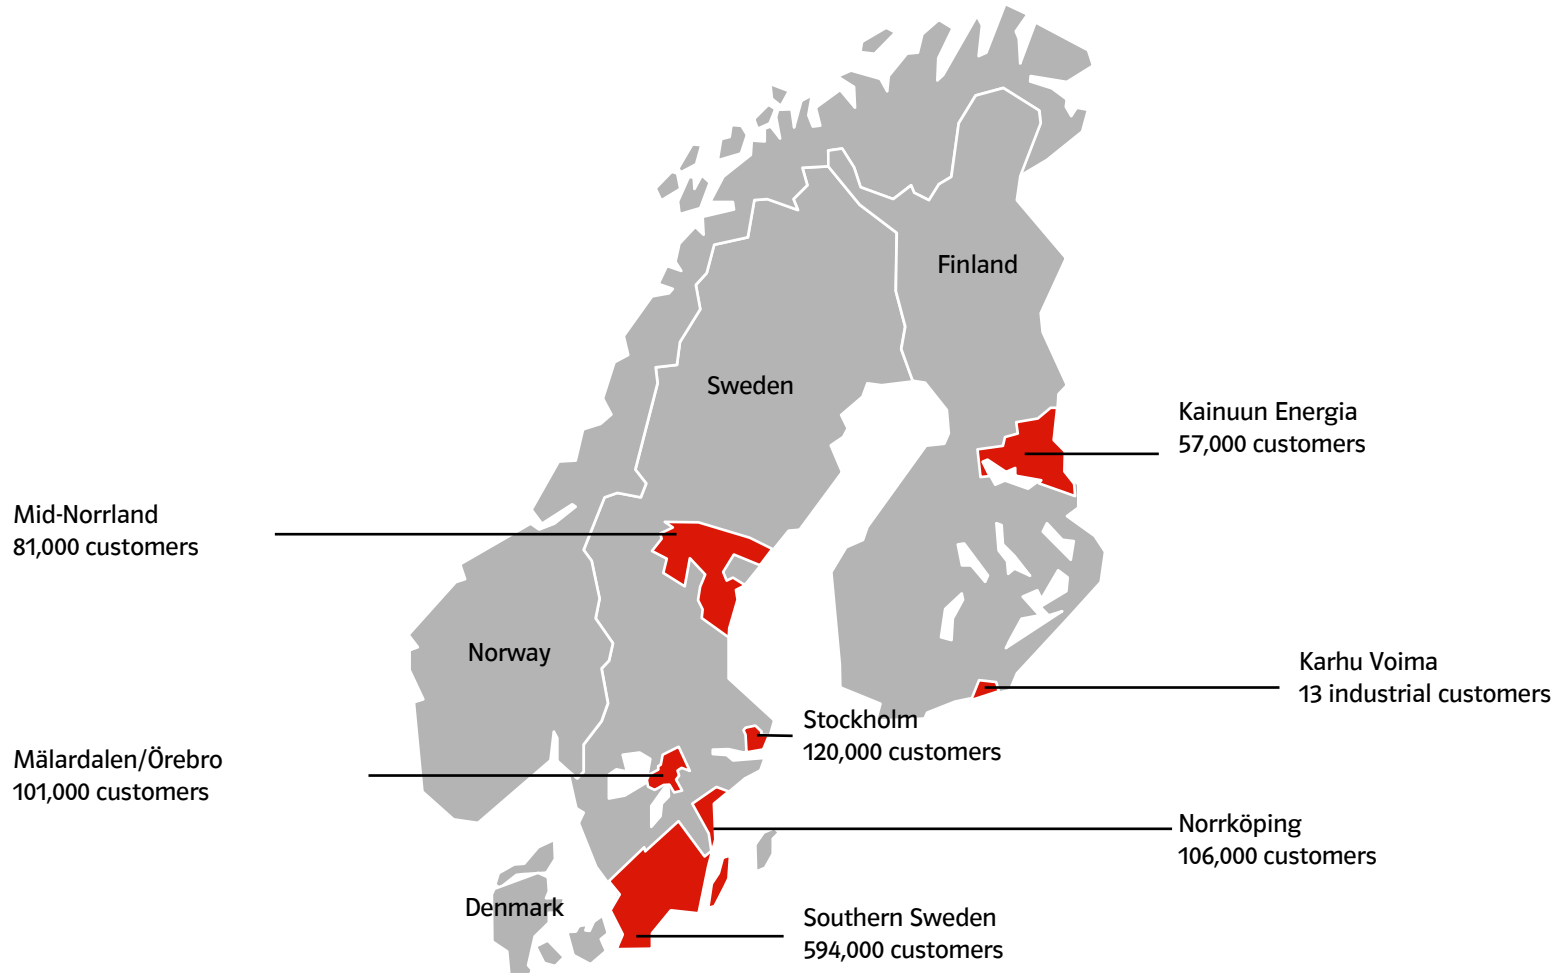 Finland
Sweden
Kainuun Energia
57,000 customers
Mid-Norrland
81,000 customers
Norway
Karhu Voima
13 industrial customers
Stockholm
120,000 customers
Mälardalen/Örebro
101,000 customers
Norrköping
106,000 customers
Denmark
Southern Sweden
594,000 customers